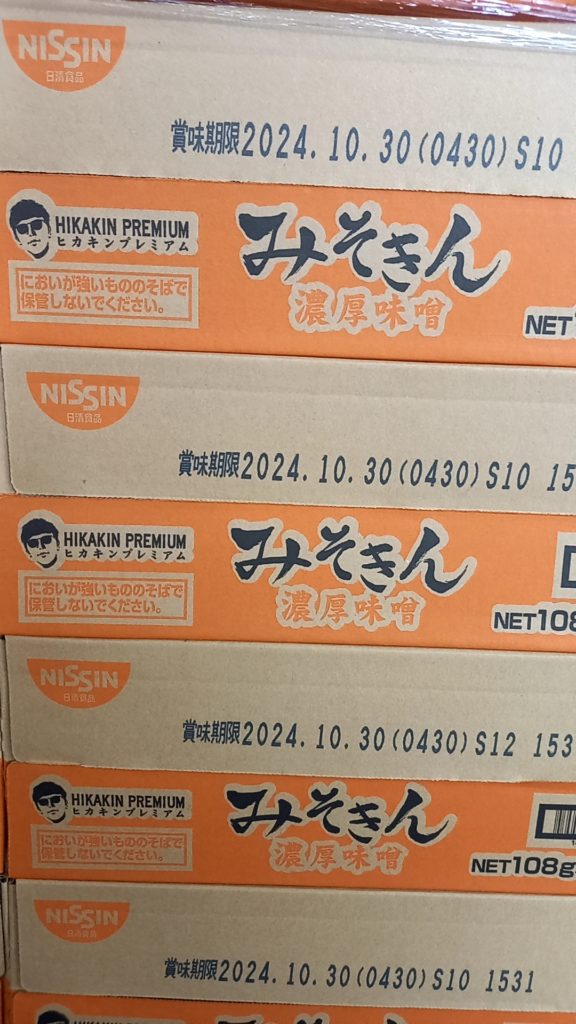 NISSIN
日清食品
賞味期限2024.10.30(0430)S10
HIKAKIN PREMIUM
ヒカキンプレミアム
みそきん
濃厚味噌
においが強いもののそばで
保管しないでください。
NET
NISSIN
日清食品
賞味期限2024.10.30(0430)S10 15
HIKAKIN PREMIUM
ヒカキンプレミアム
みそきん
濃厚味噌
においが強いもののそばで
保管しないでください。
NET108
NISSIN
日清食品
賞味期限2024.10.30(0430)S12 153
HIKAKIN PREMIUM
ヒカキンプレミアム
みそきん
濃厚味噌
においが強いもののそばで
保管しないでください。
NET108g
NISSIN
日清食品
賞味期限2024.10.30(0430)S10 1531
HIKAKIN PREMIUM